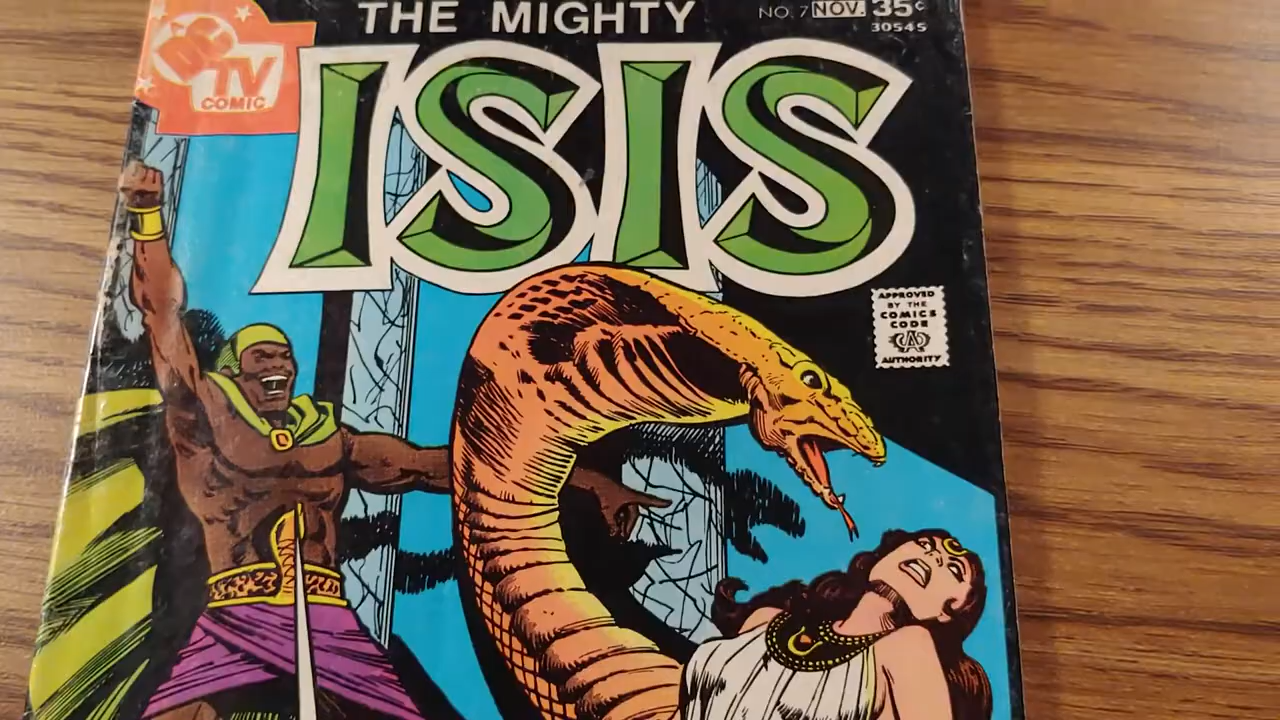 THE MIGHTY
NO. 7 NOV. 35¢
30545
DC
TV
COMIC
ISIS
APPROVED
BY THE
COMICS
CODE
CA
AUTHORITY